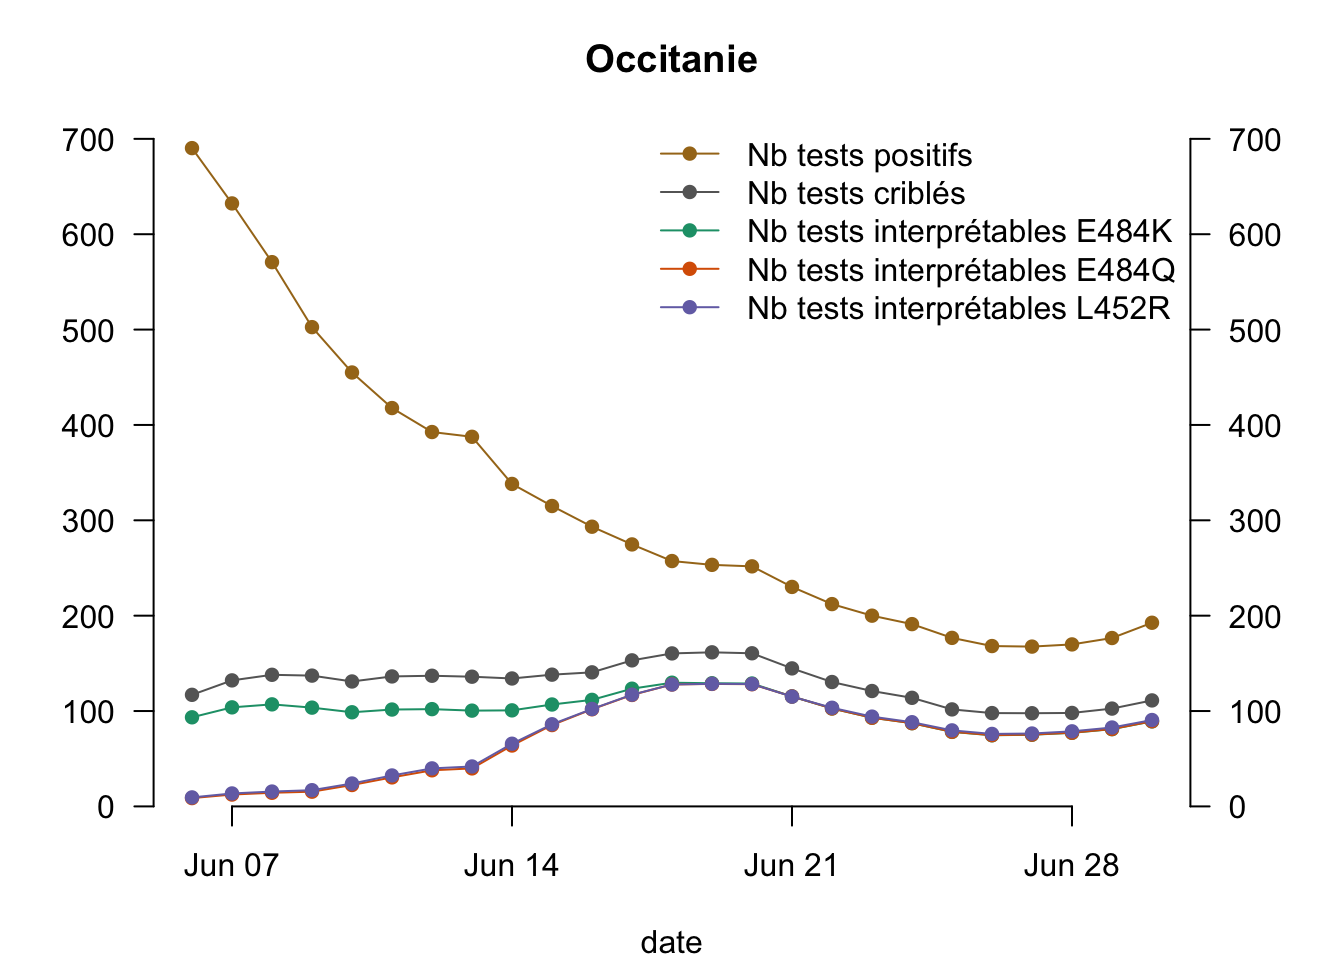 Occitanie
700
600
500
400
300
200
100
0
Nb tests positifs
Nb tests criblés
Nb tests interprétables E484K
Nb tests interprétables E484Q
Nb tests interprétables L452R
700
600
500
400
300
200
100
0
Jun 07 Jun 14 Jun 21 Jun 28
date